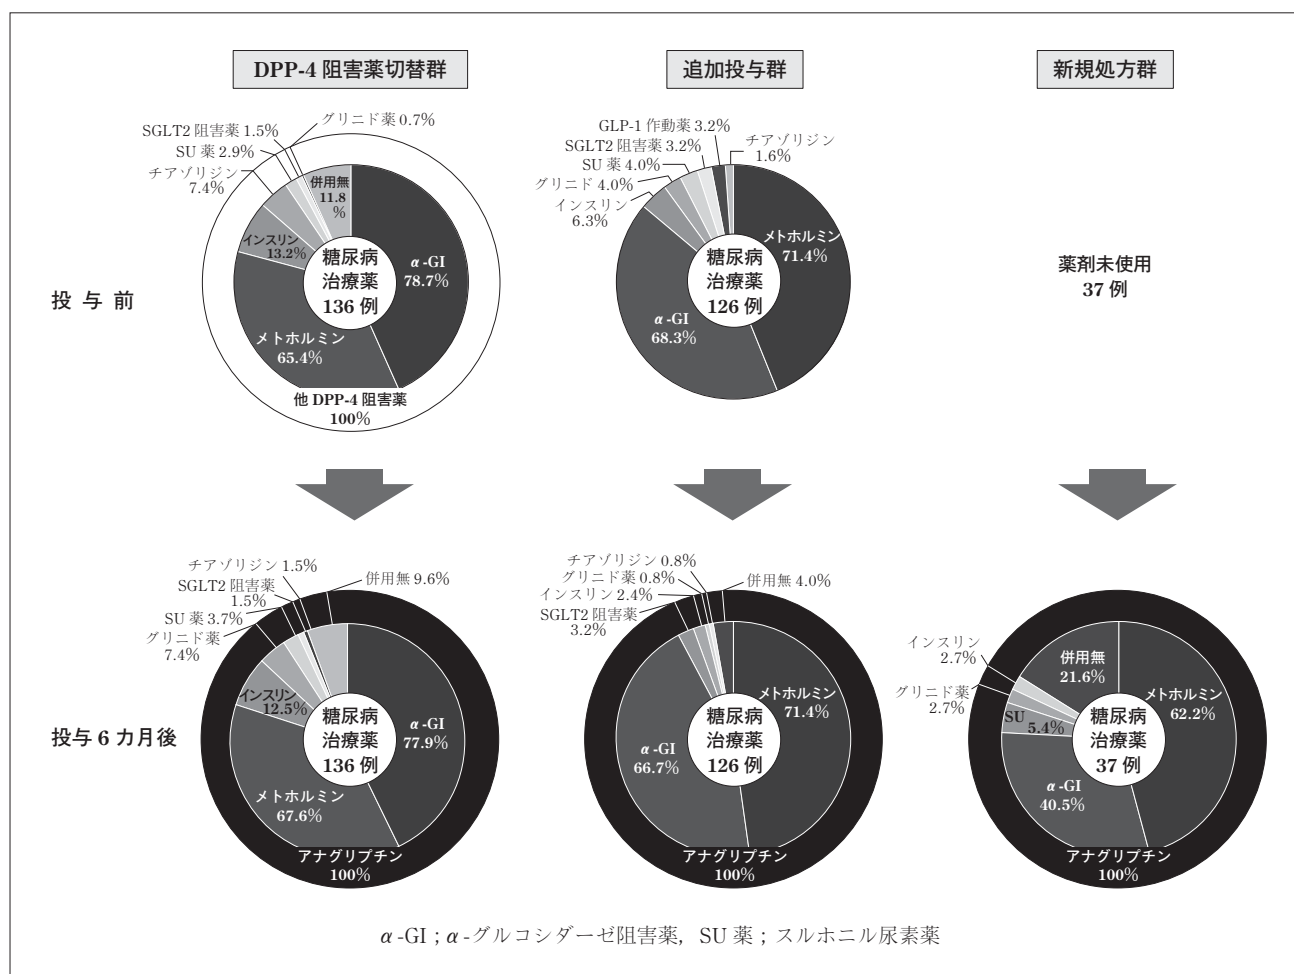 DPP-4 阻害薬切替群
追加投与群
新規処方群
投 与 前
グリニド薬 0.7%
SGLT2 阻害薬 1.5%
SU 薬 2.9%
チアゾリジン
7.4%
併用無
11.8
%
インスリン
13.2%
α-GI
78.7%
糖尿病
治療薬
136 例
メトホルミン
65.4%
他 DPP-4 阻害薬
100%
GLP-1 作動薬 3.2%
SGLT2 阻害薬 3.2%
SU 薬 4.0%
グリニド 4.0%
インスリン
6.3%
チアゾリジン
1.6%
メトホルミン
71.4%
糖尿病
治療薬
126 例
α-GI
68.3%
薬剤未使用
37 例
投与 6 カ月後
チアゾリジン 1.5%
SGLT2 阻害薬
1.5%
SU 薬 3.7%
グリニド薬
7.4%
併用無 9.6%
インスリン
12.5%
α-GI
77.9%
糖尿病
治療薬
136 例
メトホルミン
67.6%
アナグリプチン
100%
チアゾリジン 0.8%
グリニド薬 0.8%
インスリン 2.4%
SGLT2 阻害薬
3.2%
併用無 4.0%
メトホルミン
71.4%
糖尿病
治療薬
126 例
α-GI
66.7%
アナグリプチン
100%
インスリン
2.7%
グリニド薬
2.7%
併用無
21.6%
SU
5.4%
メトホルミン
62.2%
糖尿病
治療薬
37 例
α-GI
40.5%
アナグリプチン
100%
α-GI ; α-グルコシダーゼ阻害薬, SU 薬 ; スルホニル尿素薬